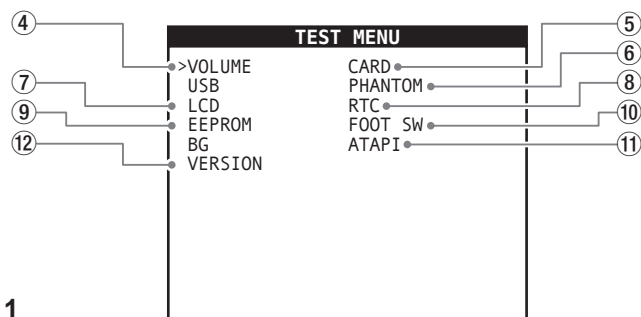 TEST MENU
④ >VOLUME CARD ⑤
USB PHANTOM ⑥
⑦ LCD RTC ⑧
⑨ EEPROM FOOT SW ⑩
BG ATAPI ⑪
⑫ VERSION
1